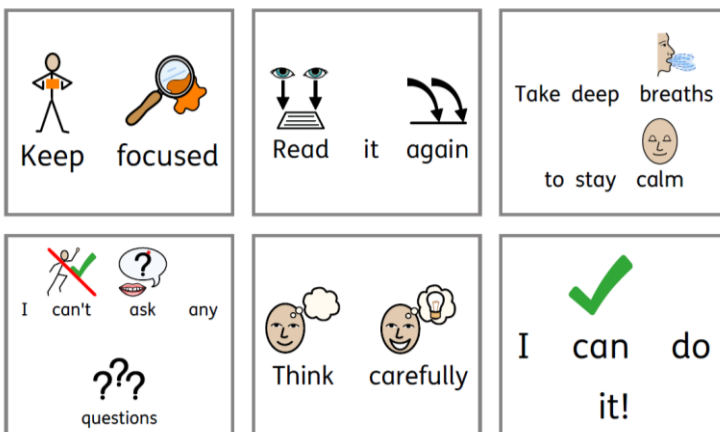 Keep focused
Read it again
Take deep breaths
to stay calm
I can't ask any
? ???
questions
Think carefully
I can do
it!